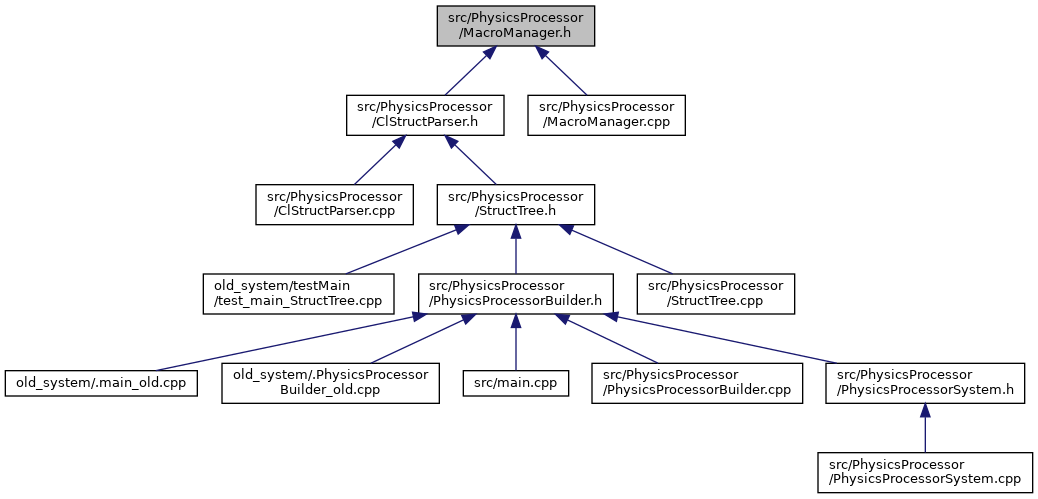 src/PhysicsProcessor
/MacroManager.h
src/PhysicsProcessor
/ClStructParser.h
src/PhysicsProcessor
/MacroManager.cpp
src/PhysicsProcessor
/ClStructParser.cpp
src/PhysicsProcessor
/StructTree.h
old_system/testMain
/test_main_StructTree.cpp
src/PhysicsProcessor
/PhysicsProcessorBuilder.h
src/PhysicsProcessor
/StructTree.cpp
old_system/.main_old.cpp
old_system/.PhysicsProcessor
Builder_old.cpp
src/main.cpp
src/PhysicsProcessor
/PhysicsProcessorBuilder.cpp
src/PhysicsProcessor
/PhysicsProcessorSystem.h
src/PhysicsProcessor
/PhysicsProcessorSystem.cpp